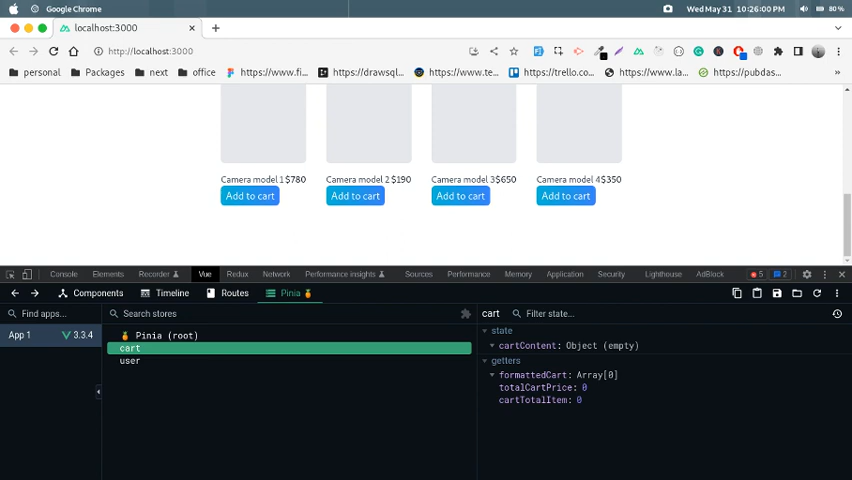 Google Chrome
Wed May 31 10:26:00 PM
80 %
localhost:3000
http://localhost:3000
personal
Packages
next
office
https://www.fi...
https://drawsql...
https://www.te...
https://trello.co...
https://www.la...
https://pubdas...
Camera model 1 $780
Camera model 2 $190
Camera model 3 $650
Camera model 4 $350
Add to cart
Add to cart
Add to cart
Add to cart
Console
Elements
Recorder
Vue
Redux
Network
Performance insights
Sources
Performance
Memory
Application
Security
Lighthouse
AdBlock
5
2
Components
Timeline
Routes
Pinia 🍍
Find apps...
Search stores
cart
Filter state...
App 1
3.3.4
🍍 Pinia (root)
cart
user
state
cartContent: Object (empty)
getters
formattedCart: Array[0]
totalCartPrice: 0
cartTotalItem: 0